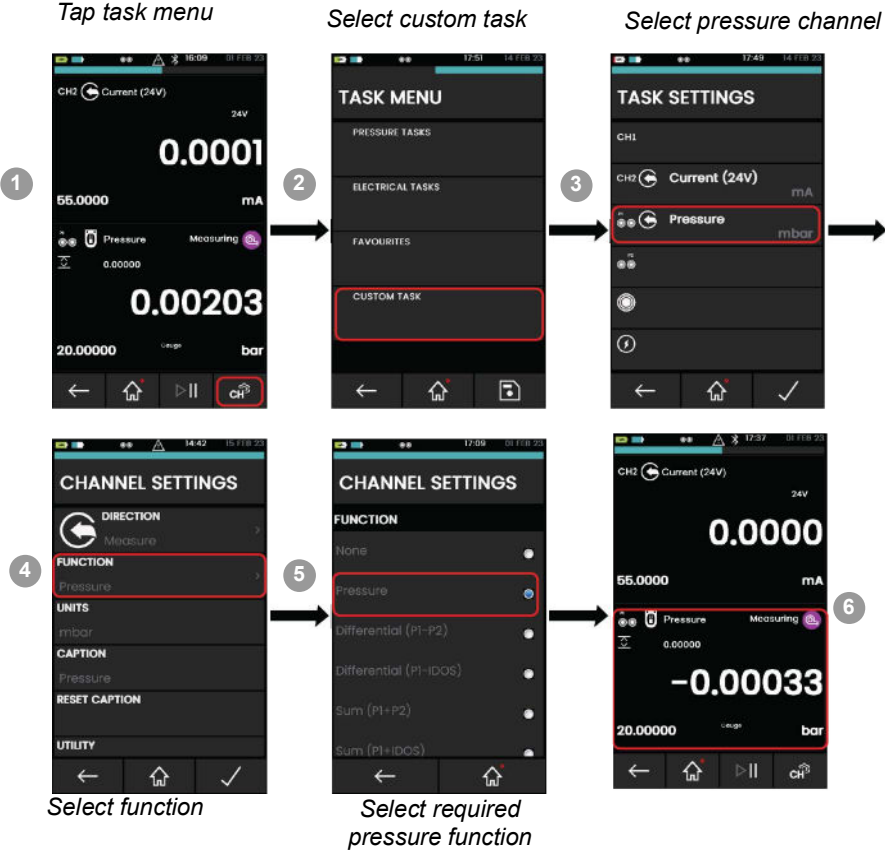 Tap task menu
Select custom task
Select pressure channel
1
16:09 01 FEB 23
CH2 Current (24V)
24V
0.0001
55.0000 mA
Pressure Measuring
0.00000
0.00203
20.00000 Gauge bar
CH
2
17:51 14 FEB 23
TASK MENU
PRESSURE TASKS
ELECTRICAL TASKS
FAVOURITES
CUSTOM TASK
3
17:49 14 FEB 23
TASK SETTINGS
CH1
CH2 Current (24V)
mA
P1 Pressure
mbar
P2
4
14:42 15 FEB 23
CHANNEL SETTINGS
DIRECTION
Measure
FUNCTION
Pressure
UNITS
mbar
CAPTION
Pressure
RESET CAPTION
UTILITY
Select function
5
17:09 01 FEB 23
CHANNEL SETTINGS
FUNCTION
None
Pressure
Differential (P1-P2)
Differential (P1-IDOS)
Sum (P1+P2)
Sum (P1+IDOS)
Select required
pressure function
17:37 01 FEB 23
CH2 Current (24V)
24V
0.0000
55.0000 mA
6
Pressure Measuring
0.00000
-0.00033
20.00000 Gauge bar
CH